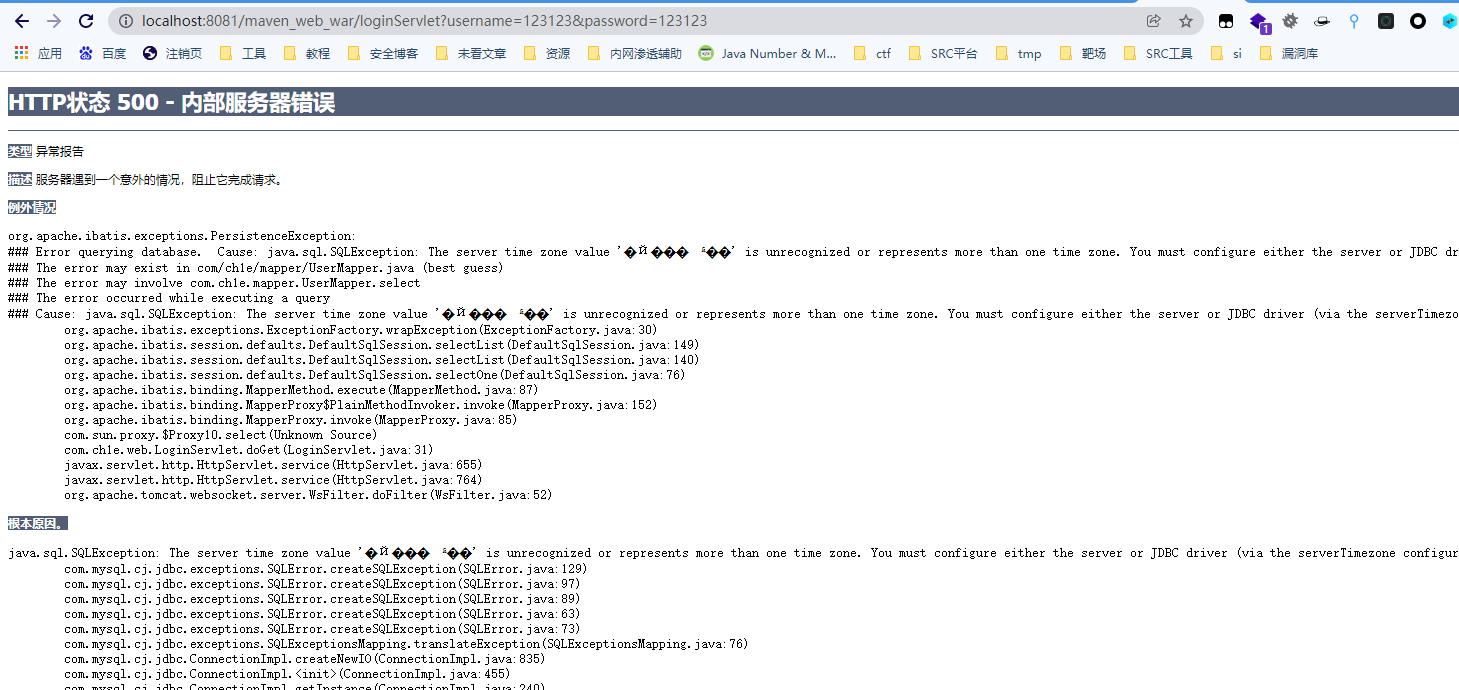 localhost:8081/maven_web_war/loginServlet?username=123123&password=123123
1
应用 百度 注销页 工具 教程 安全博客 未看文章 资源 内网渗透辅助 Java Number & M... ctf SRC平台 tmp 靶场 SRC工具 si 漏洞库
HTTP状态 500 - 内部服务器错误
类型 异常报告
描述 服务器遇到一个意外的情况，阻止它完成请求。
例外情况
org.apache.ibatis.exceptions.PersistenceException:
### Error querying database.  Cause: java.sql.SQLException: The server time zone value '�й���׼ʱ��' is unrecognized or represents more than one time zone. You must configure either the server or JDBC dr
### The error may exist in com/ch1e/mapper/UserMapper.java (best guess)
### The error may involve com.ch1e.mapper.UserMapper.select
### The error occurred while executing a query
### Cause: java.sql.SQLException: The server time zone value '�й���׼ʱ��' is unrecognized or represents more than one time zone. You must configure either the server or JDBC driver (via the serverTimezo
org.apache.ibatis.exceptions.ExceptionFactory.wrapException(ExceptionFactory.java:30)
org.apache.ibatis.session.defaults.DefaultSqlSession.selectList(DefaultSqlSession.java:149)
org.apache.ibatis.session.defaults.DefaultSqlSession.selectList(DefaultSqlSession.java:140)
org.apache.ibatis.session.defaults.DefaultSqlSession.selectOne(DefaultSqlSession.java:76)
org.apache.ibatis.binding.MapperMethod.execute(MapperMethod.java:87)
org.apache.ibatis.binding.MapperProxy$PlainMethodInvoker.invoke(MapperProxy.java:152)
org.apache.ibatis.binding.MapperProxy.invoke(MapperProxy.java:85)
com.sun.proxy.$Proxy10.select(Unknown Source)
com.ch1e.web.LoginServlet.doGet(LoginServlet.java:31)
javax.servlet.http.HttpServlet.service(HttpServlet.java:655)
javax.servlet.http.HttpServlet.service(HttpServlet.java:764)
org.apache.tomcat.websocket.server.WsFilter.doFilter(WsFilter.java:52)
根本原因。
java.sql.SQLException: The server time zone value '�й���׼ʱ��' is unrecognized or represents more than one time zone. You must configure either the server or JDBC driver (via the serverTimezone configur
com.mysql.cj.jdbc.exceptions.SQLError.createSQLException(SQLError.java:129)
com.mysql.cj.jdbc.exceptions.SQLError.createSQLException(SQLError.java:97)
com.mysql.cj.jdbc.exceptions.SQLError.createSQLException(SQLError.java:89)
com.mysql.cj.jdbc.exceptions.SQLError.createSQLException(SQLError.java:63)
com.mysql.cj.jdbc.exceptions.SQLError.createSQLException(SQLError.java:73)
com.mysql.cj.jdbc.exceptions.SQLExceptionsMapping.translateException(SQLExceptionsMapping.java:76)
com.mysql.cj.jdbc.ConnectionImpl.createNewIO(ConnectionImpl.java:835)
com.mysql.cj.jdbc.ConnectionImpl.<init>(ConnectionImpl.java:455)
com.mysql.cj.jdbc.ConnectionImpl.getInstance(ConnectionImpl.java:240)